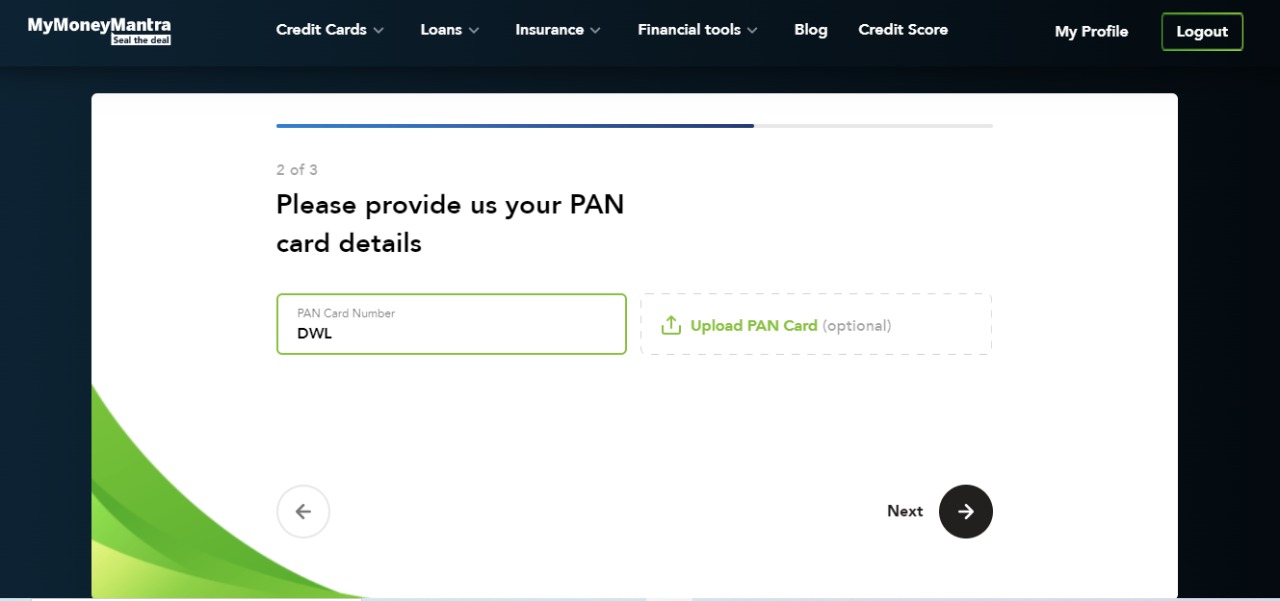 MyMoneyMantra
Seal the deal
Credit Cards Loans Insurance Financial tools Blog Credit Score My Profile Logout
2 of 3
Please provide us your PAN
card details
PAN Card Number
DWL
Upload PAN Card (optional)
Next